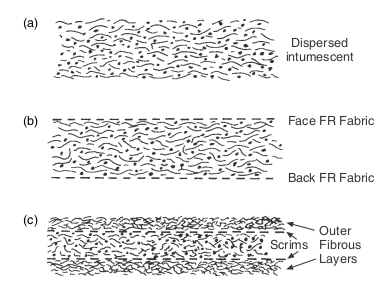 (a)
Dispersed
intumescent
(b)
Face FR Fabric
Back FR Fabric
(c)
Outer
Scrims Fibrous
Layers